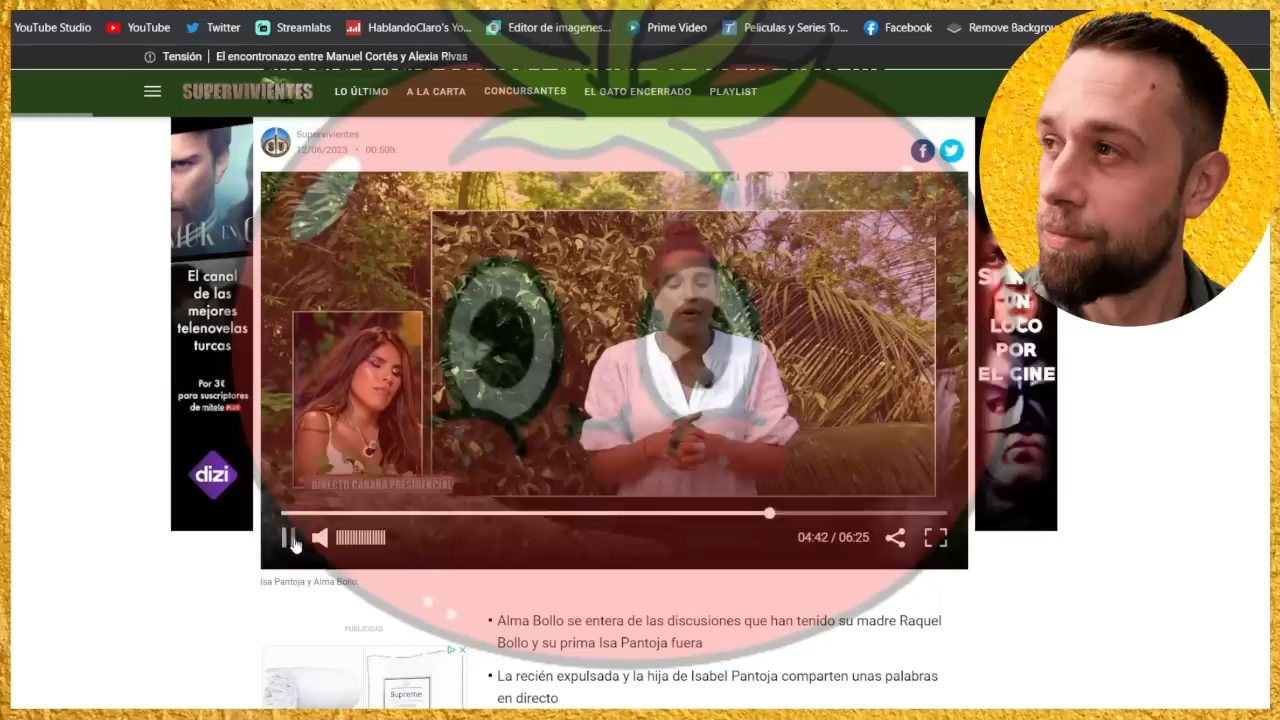 YouTube Studio YouTube Twitter Streamlabs HablandoClaro's Yo... Editor de imagenes... Prime Video Peliculas y Series To... Facebook Remove Backgro
Tensión El encontronazo entre Manuel Cortés y Alexia Rivas
SUPERVIVIENTES LO ÚLTIMO A LA CARTA CONCURSANTES EL GATO ENCERRADO PLAYLIST
Supervivientes
12/06/2023 • 00:50h.
El canal
de las
mejores
telenovelas
turcas
Por 3€
para suscriptores
de mitele PLUS
dizi
UN
LOCO
POR
EL CINE
DIRECTO CABAÑA PRESIDENCIAL
04:42 / 06:25
Isa Pantoja y Alma Bollo.
PUBLICIDAD
Supreme
• Alma Bollo se entera de las discusiones que han tenido su madre Raquel
Bollo y su prima Isa Pantoja fuera
• La recién expulsada y la hija de Isabel Pantoja comparten unas palabras
en directo